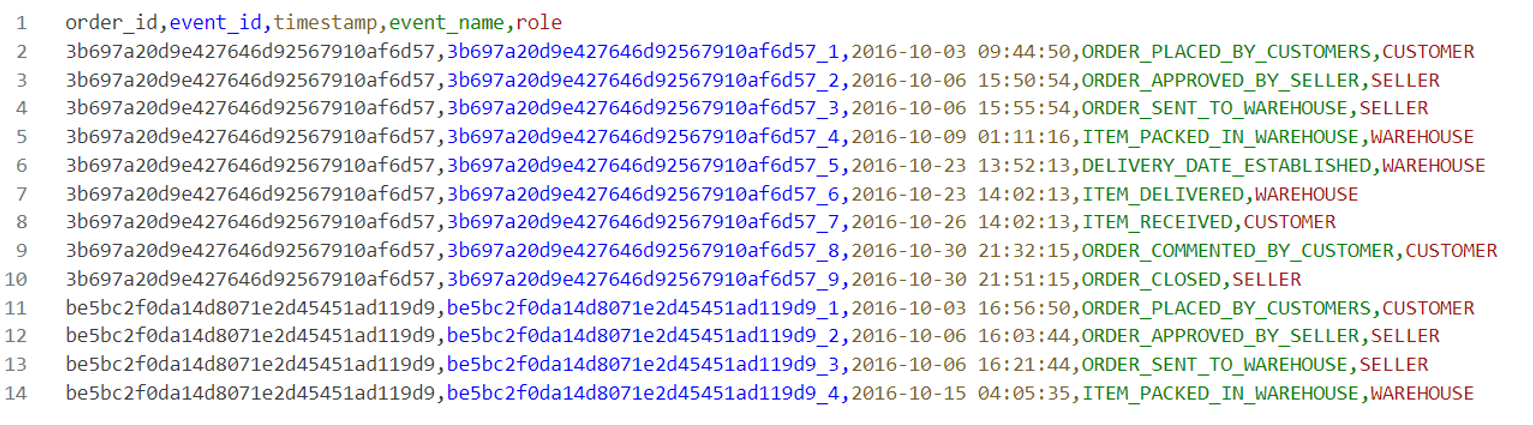 1 order_id,event_id,timestamp,event_name,role
2 3b697a20d9e427646d92567910af6d57,3b697a20d9e427646d92567910af6d57_1,2016-10-03 09:44:50,ORDER_PLACED_BY_CUSTOMERS,CUSTOMER
3 3b697a20d9e427646d92567910af6d57,3b697a20d9e427646d92567910af6d57_2,2016-10-06 15:50:54,ORDER_APPROVED_BY_SELLER,SELLER
4 3b697a20d9e427646d92567910af6d57,3b697a20d9e427646d92567910af6d57_3,2016-10-06 15:55:54,ORDER_SENT_TO_WAREHOUSE,SELLER
5 3b697a20d9e427646d92567910af6d57,3b697a20d9e427646d92567910af6d57_4,2016-10-09 01:11:16,ITEM_PACKED_IN_WAREHOUSE,WAREHOUSE
6 3b697a20d9e427646d92567910af6d57,3b697a20d9e427646d92567910af6d57_5,2016-10-23 13:52:13,DELIVERY_DATE_ESTABLISHED,WAREHOUSE
7 3b697a20d9e427646d92567910af6d57,3b697a20d9e427646d92567910af6d57_6,2016-10-23 14:02:13,ITEM_DELIVERED,WAREHOUSE
8 3b697a20d9e427646d92567910af6d57,3b697a20d9e427646d92567910af6d57_7,2016-10-26 14:02:13,ITEM_RECEIVED,CUSTOMER
9 3b697a20d9e427646d92567910af6d57,3b697a20d9e427646d92567910af6d57_8,2016-10-30 21:32:15,ORDER_COMMENTED_BY_CUSTOMER,CUSTOMER
10 3b697a20d9e427646d92567910af6d57,3b697a20d9e427646d92567910af6d57_9,2016-10-30 21:51:15,ORDER_CLOSED,SELLER
11 be5bc2f0da14d8071e2d45451ad119d9,be5bc2f0da14d8071e2d45451ad119d9_1,2016-10-03 16:56:50,ORDER_PLACED_BY_CUSTOMERS,CUSTOMER
12 be5bc2f0da14d8071e2d45451ad119d9,be5bc2f0da14d8071e2d45451ad119d9_2,2016-10-06 16:03:44,ORDER_APPROVED_BY_SELLER,SELLER
13 be5bc2f0da14d8071e2d45451ad119d9,be5bc2f0da14d8071e2d45451ad119d9_3,2016-10-06 16:21:44,ORDER_SENT_TO_WAREHOUSE,SELLER
14 be5bc2f0da14d8071e2d45451ad119d9,be5bc2f0da14d8071e2d45451ad119d9_4,2016-10-15 04:05:35,ITEM_PACKED_IN_WAREHOUSE,WAREHOUSE